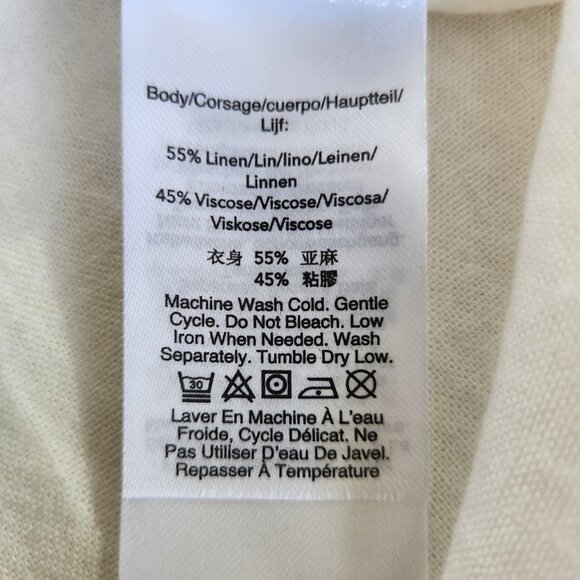 Body/Corsage/cuerpo/Hauptteil/
Lijf:
55% Linen/Lin/lino/Leinen/
Linnen
45% Viscose/Viscose/Viscosa/
Viskose/Viscose
衣身 55% 亚麻
45% 粘膠
Machine Wash Cold. Gentle
Cycle. Do Not Bleach. Low
Iron When Needed. Wash
Separately. Tumble Dry Low.
30
Laver En Machine À L'eau
Froide, Cycle Délicat. Ne
Pas Utiliser D'eau De Javel.
Repasser À Température